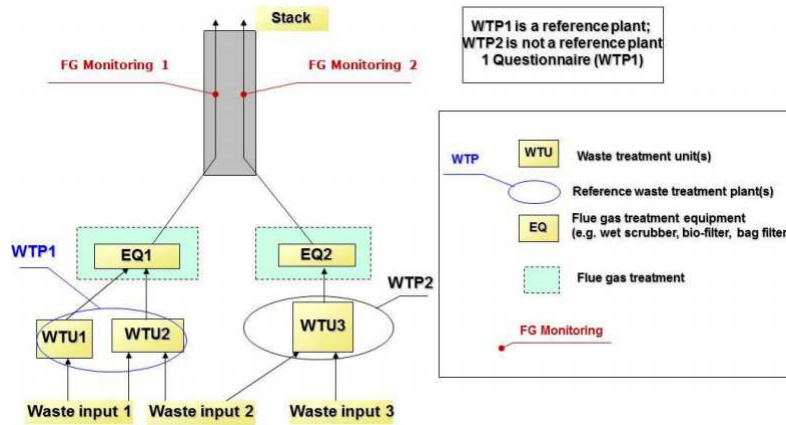 Stack
WTP1 is a reference plant;
WTP2 is not a reference plant
1 Questionnaire (WTP1)
FG Monitoring 1
FG Monitoring 2
WTU
Waste treatment unit(s)
WTP
Reference waste treatment plant(s)
EQ
Flue gas treatment equipment
(e.g. wet scrubber, bio-filter, bag filter
Flue gas treatment
FG Monitoring
WTP1
EQ1
EQ2
WTP2
WTU1
WTU2
WTU3
Waste input 1
Waste input 2
Waste input 3